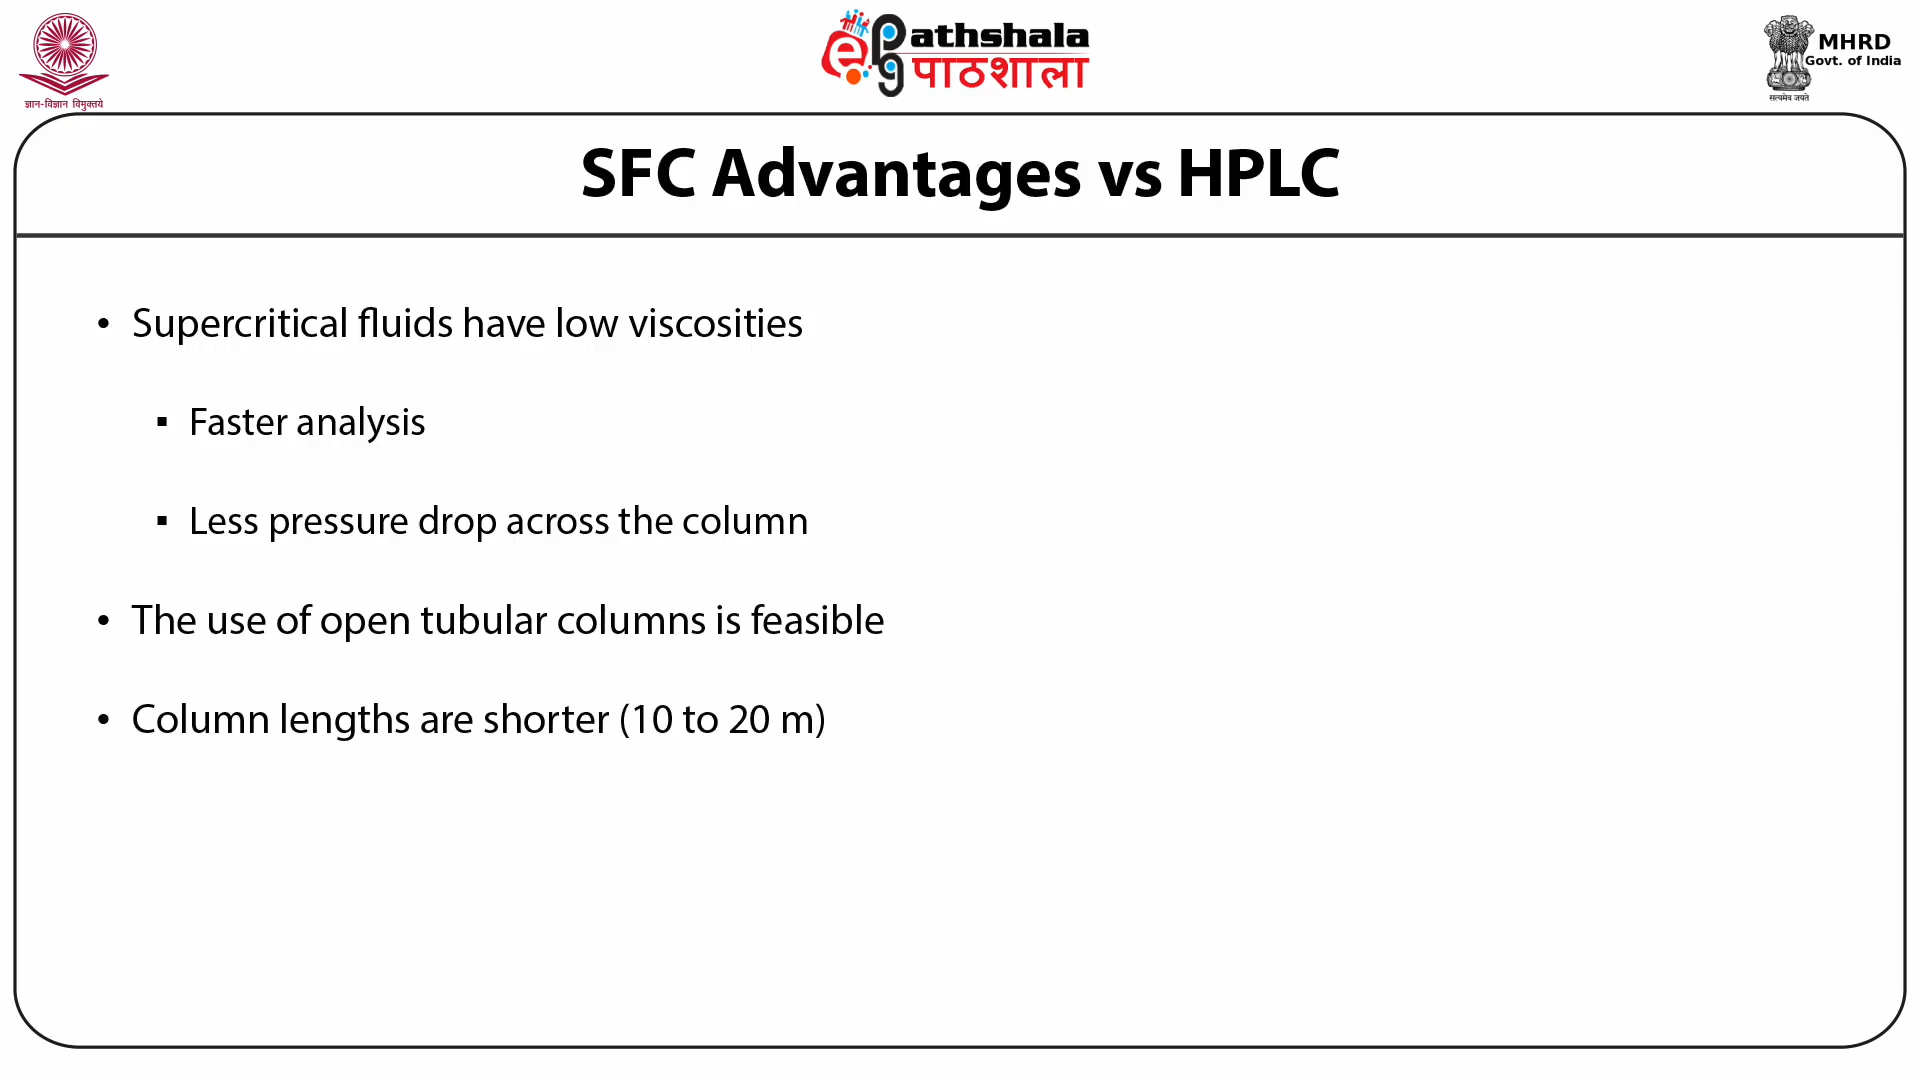 ज्ञान-विज्ञान विमुक्तये
ePathshala
पाठशाला
MHRD
Govt. of India
सत्यमेव जयते
SFC Advantages vs HPLC
• Supercritical fluids have low viscosities
▪ Faster analysis
▪ Less pressure drop across the column
• The use of open tubular columns is feasible
• Column lengths are shorter (10 to 20 m)